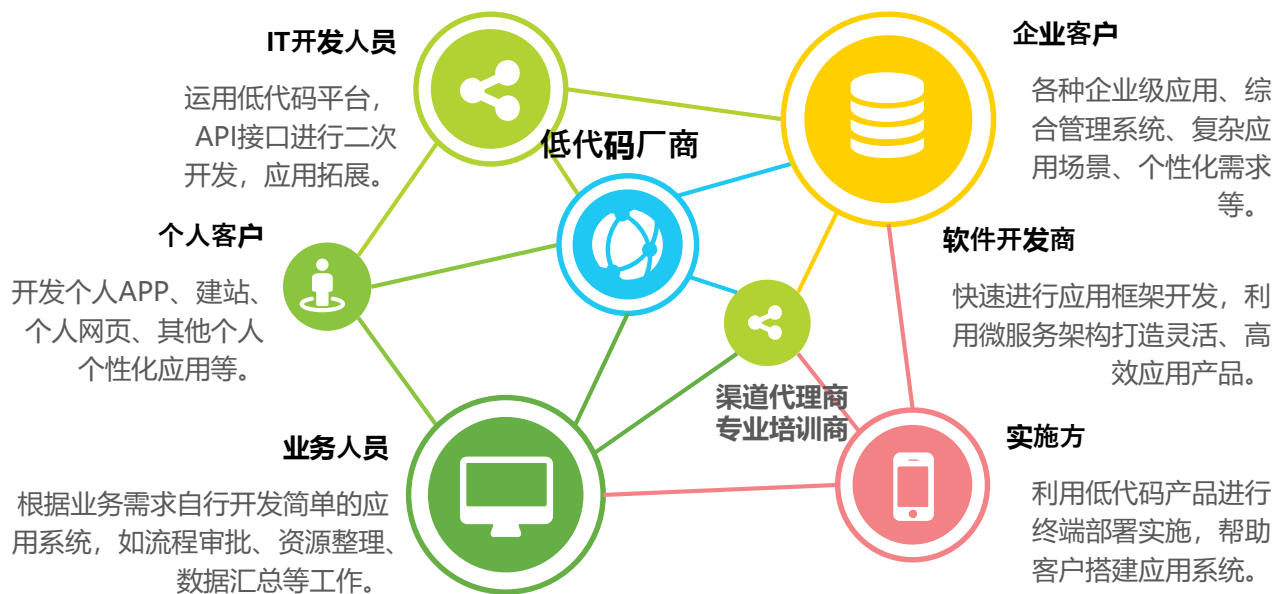 IT开发人员
运用低代码平台，
API接口进行二次
开发，应用拓展。
低代码厂商
企业客户
各种企业级应用、综
合管理系统、复杂应
用场景、个性化需求
等。
个人客户
开发个人APP、建站、
个人网页、其他个人
个性化应用等。
软件开发商
快速进行应用框架开发，利
用微服务架构打造灵活、高
效应用产品。
渠道代理商
专业培训商
业务人员
根据业务需求自行开发简单的应
用系统，如流程审批、资源整理、
数据汇总等工作。
实施方
利用低代码产品进行
终端部署实施，帮助
客户搭建应用系统。